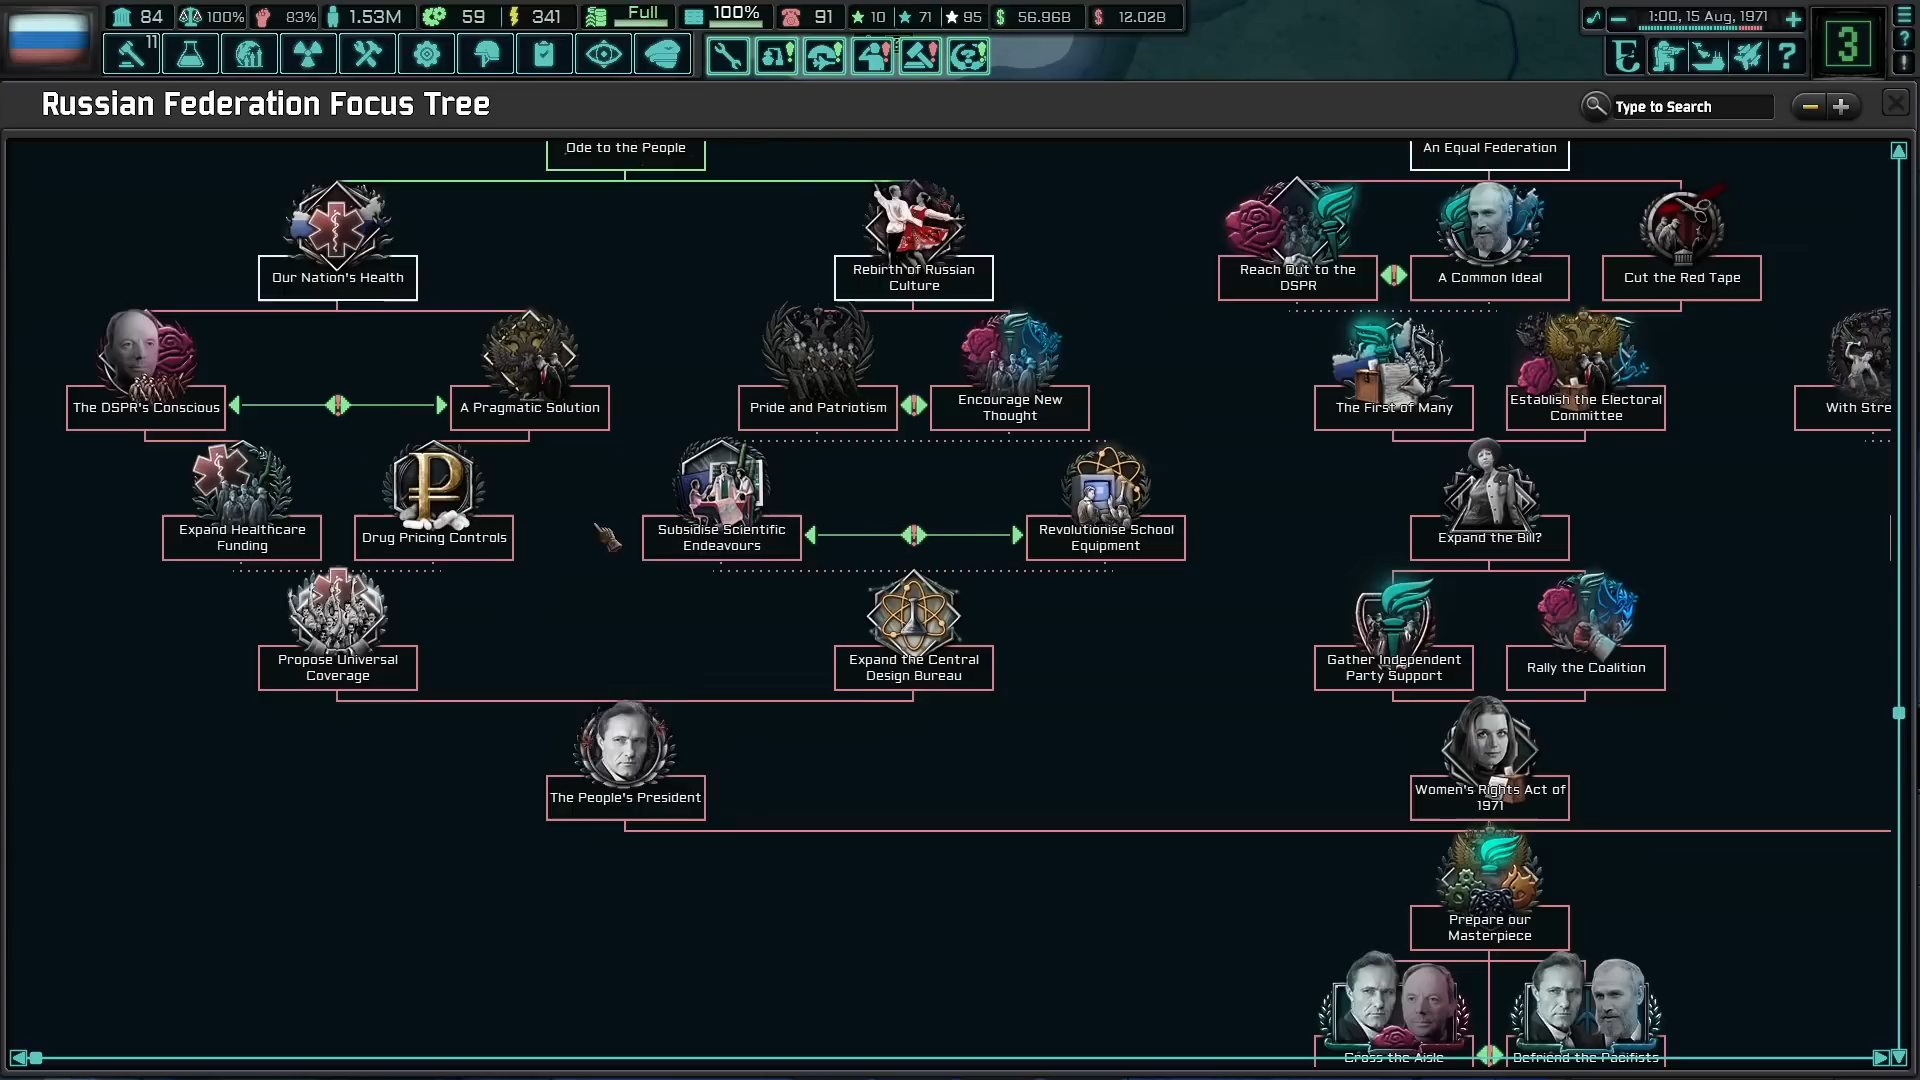 84
100%
83%
1.53M
59
341
Full
100%
91
10
71
95
$ 56.96B
$ 12.02B
1:00, 15 Aug, 1971
3
11
Russian Federation Focus Tree
Type to Search
Ode to the People
An Equal Federation
Our Nation's Health
Rebirth of Russian
Culture
Reach Out to the
DSPR
A Common Ideal
Cut the Red Tape
The DSPR's Conscious
A Pragmatic Solution
Pride and Patriotism
Encourage New
Thought
The First of Many
Establish the Electoral
Committee
With Stre
Expand Healthcare
Funding
Drug Pricing Controls
Subsidise Scientific
Endeavours
Revolutionise School
Equipment
Expand the Bill?
Propose Universal
Coverage
Expand the Central
Design Bureau
Gather Independent
Party Support
Rally the Coalition
The People's President
Women's Rights Act of
1971
Prepare our
Masterpiece
Cross the Aisle
Befriend the Pacifists